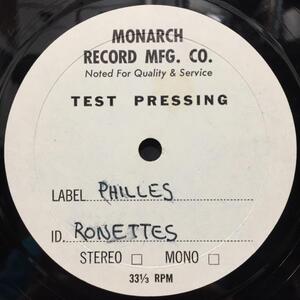 MONARCH
RECORD MFG. CO.
Noted For Quality & Service
TEST PRESSING
LABEL PHILLES
ID. RONETTES
STEREO □ MONO □
33⅓ RPM